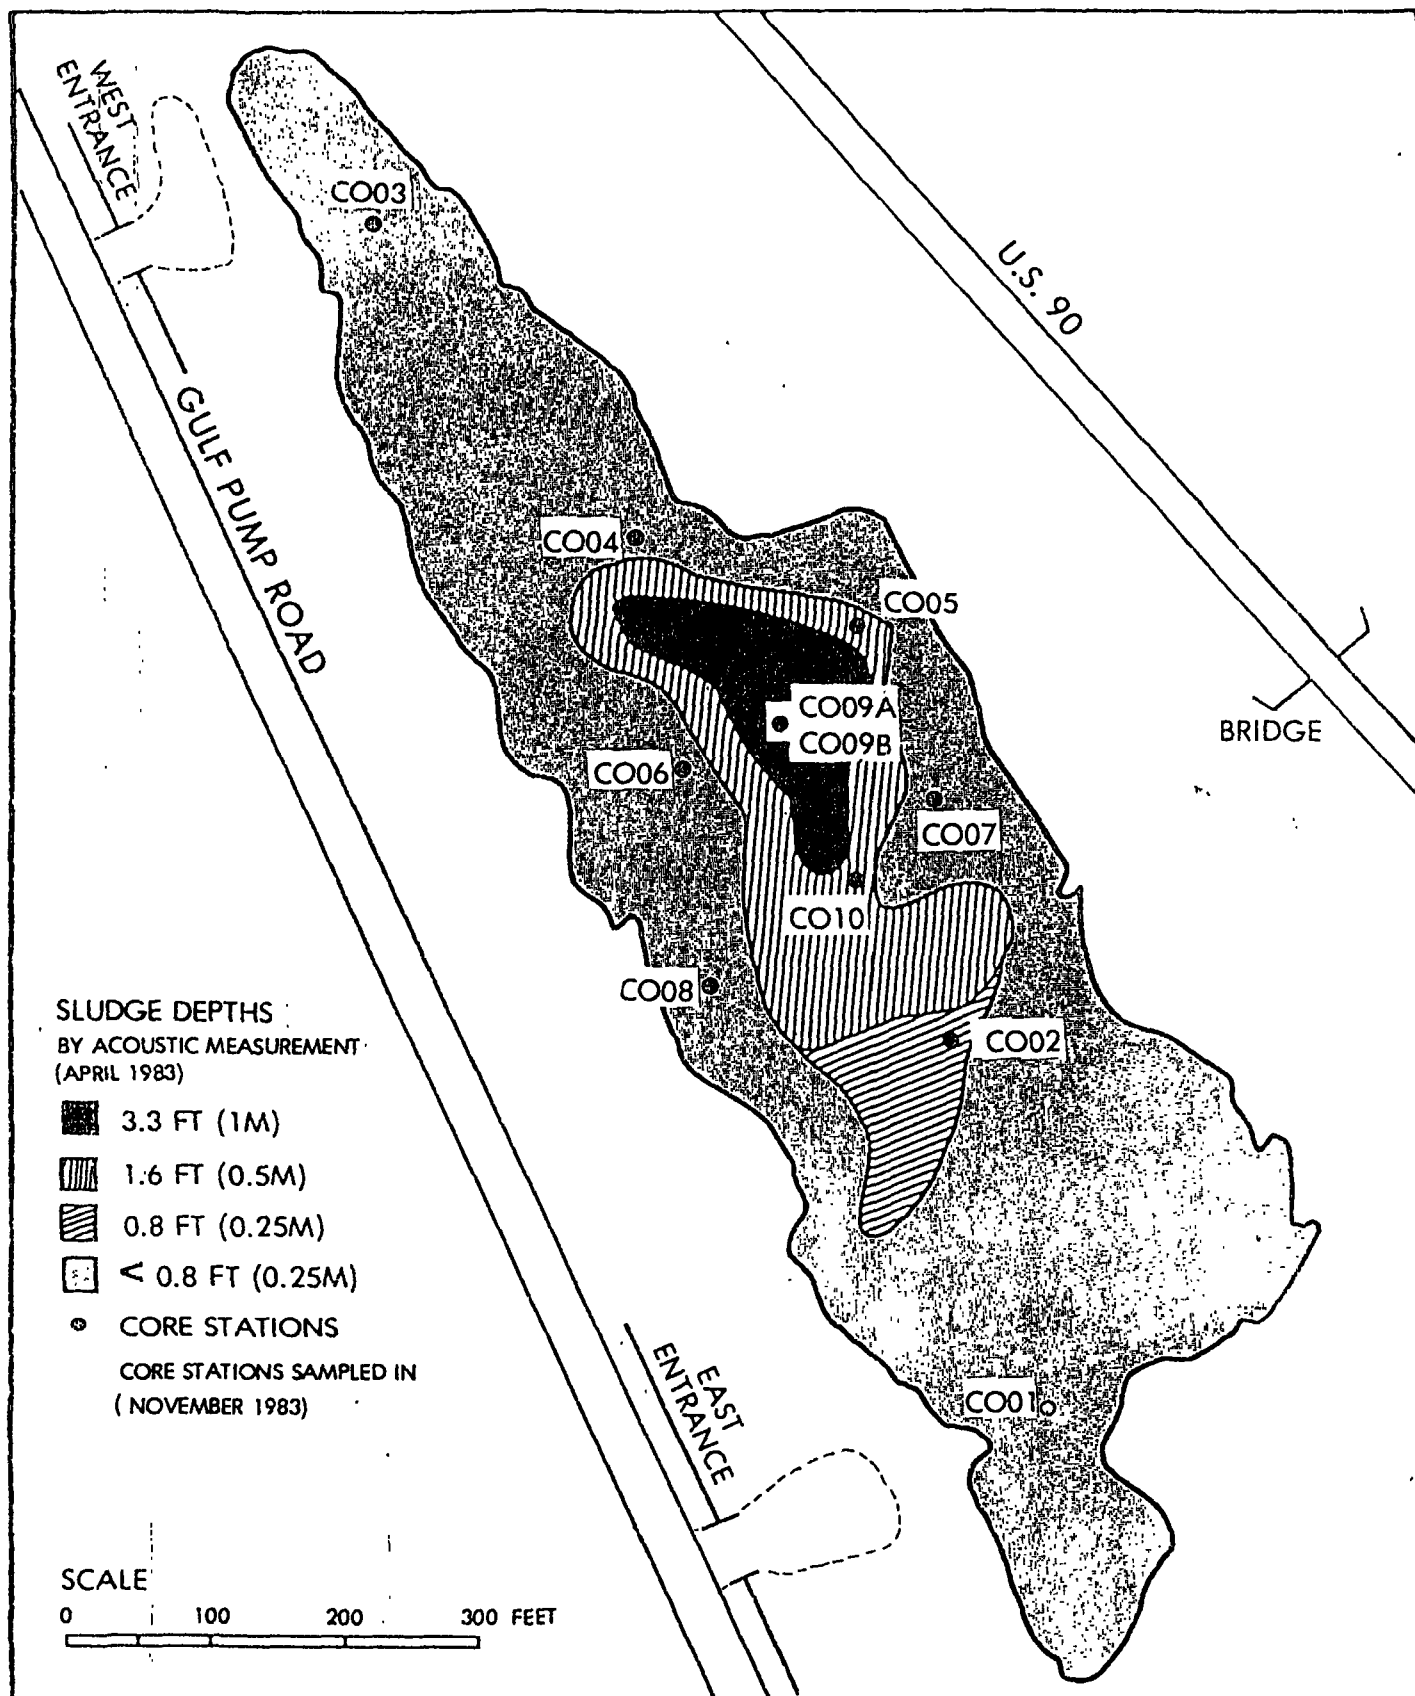 WEST
ENTRANCE
CO03
U.S. 90
GULF PUMP ROAD
CO04
CO05
CO09A
CO09B
CO06
BRIDGE
CO07
CO10
CO08
CO02
SLUDGE DEPTHS
BY ACOUSTIC MEASUREMENT
(APRIL 1983)
3.3 FT (1M)
1.6 FT (0.5M)
0.8 FT (0.25M)
< 0.8 FT (0.25M)
CORE STATIONS
CORE STATIONS SAMPLED IN
( NOVEMBER 1983)
EAST
ENTRANCE
CO01
SCALE
0 100 200 300 FEET